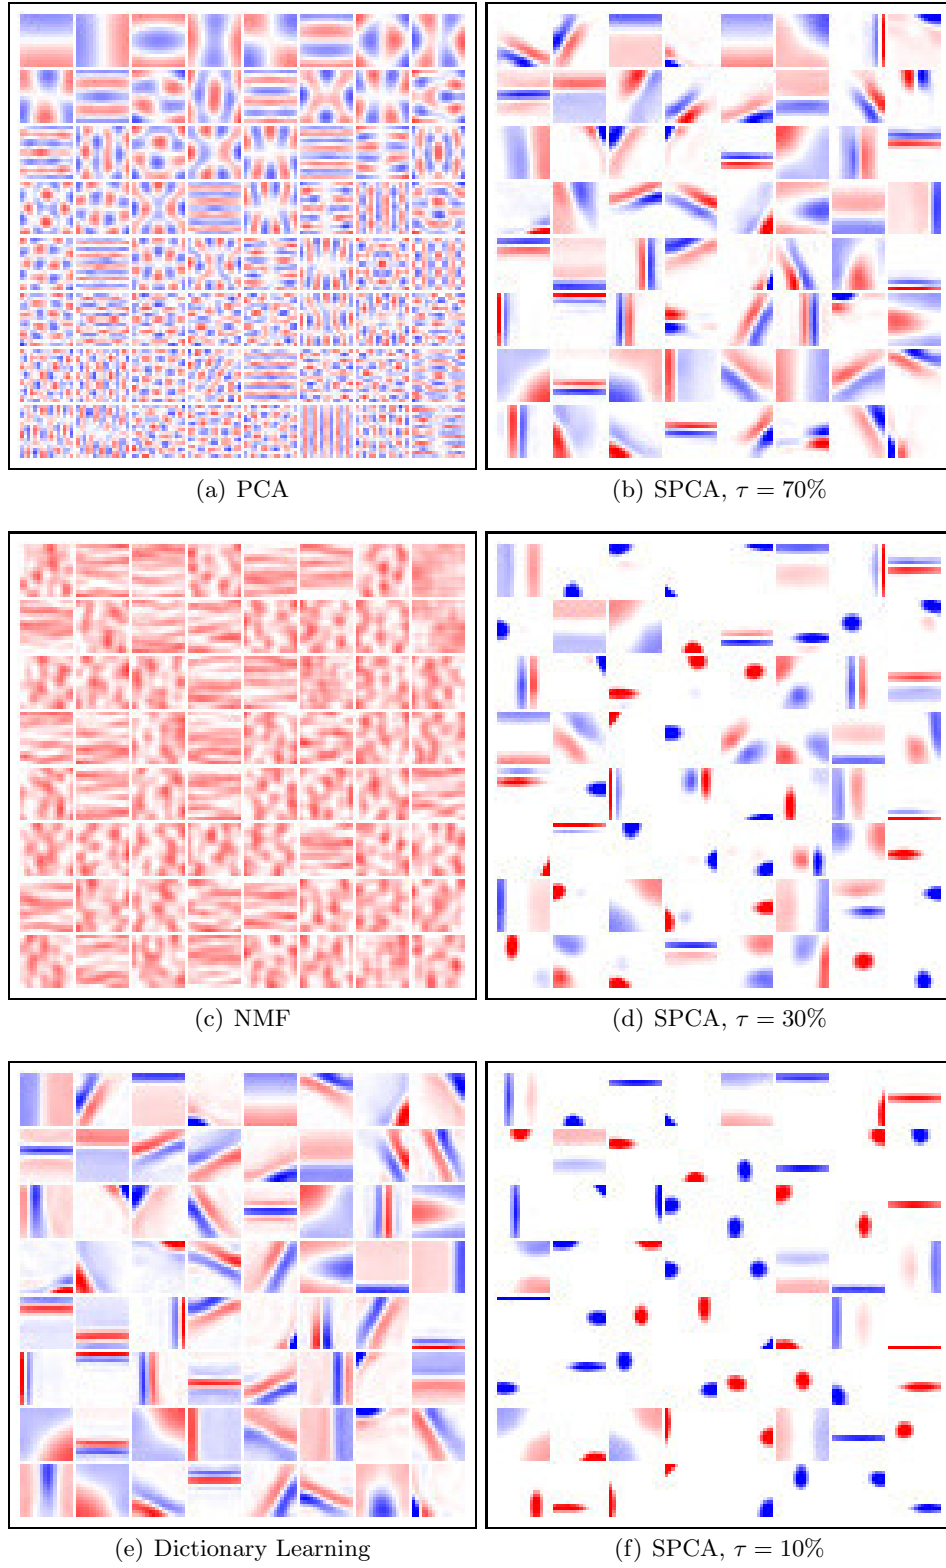 (a) PCA
(b) SPCA, τ = 70%
(c) NMF
(d) SPCA, τ = 30%
(e) Dictionary Learning
(f) SPCA, τ = 10%